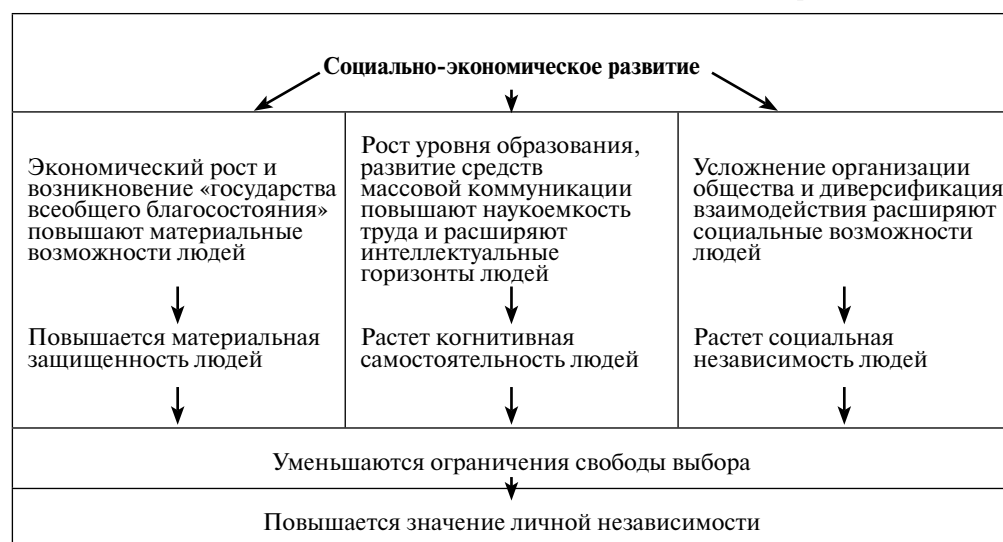 Социально-экономическое развитие
Экономический рост и
возникновение «государства
всеобщего благосостояния»
повышают материальные
возможности людей
Рост уровня образования,
развитие средств
массовой коммуникации
повышают наукоемкость
труда и расширяют
интеллектуальные
горизонты людей
Усложнение организации
общества и диверсификация
взаимодействия расширяют
социальные возможности
людей
Повышается материальная
защищенность людей
Растет когнитивная
самостоятельность людей
Растет социальная
независимость людей
Уменьшаются ограничения свободы выбора
Повышается значение личной независимости